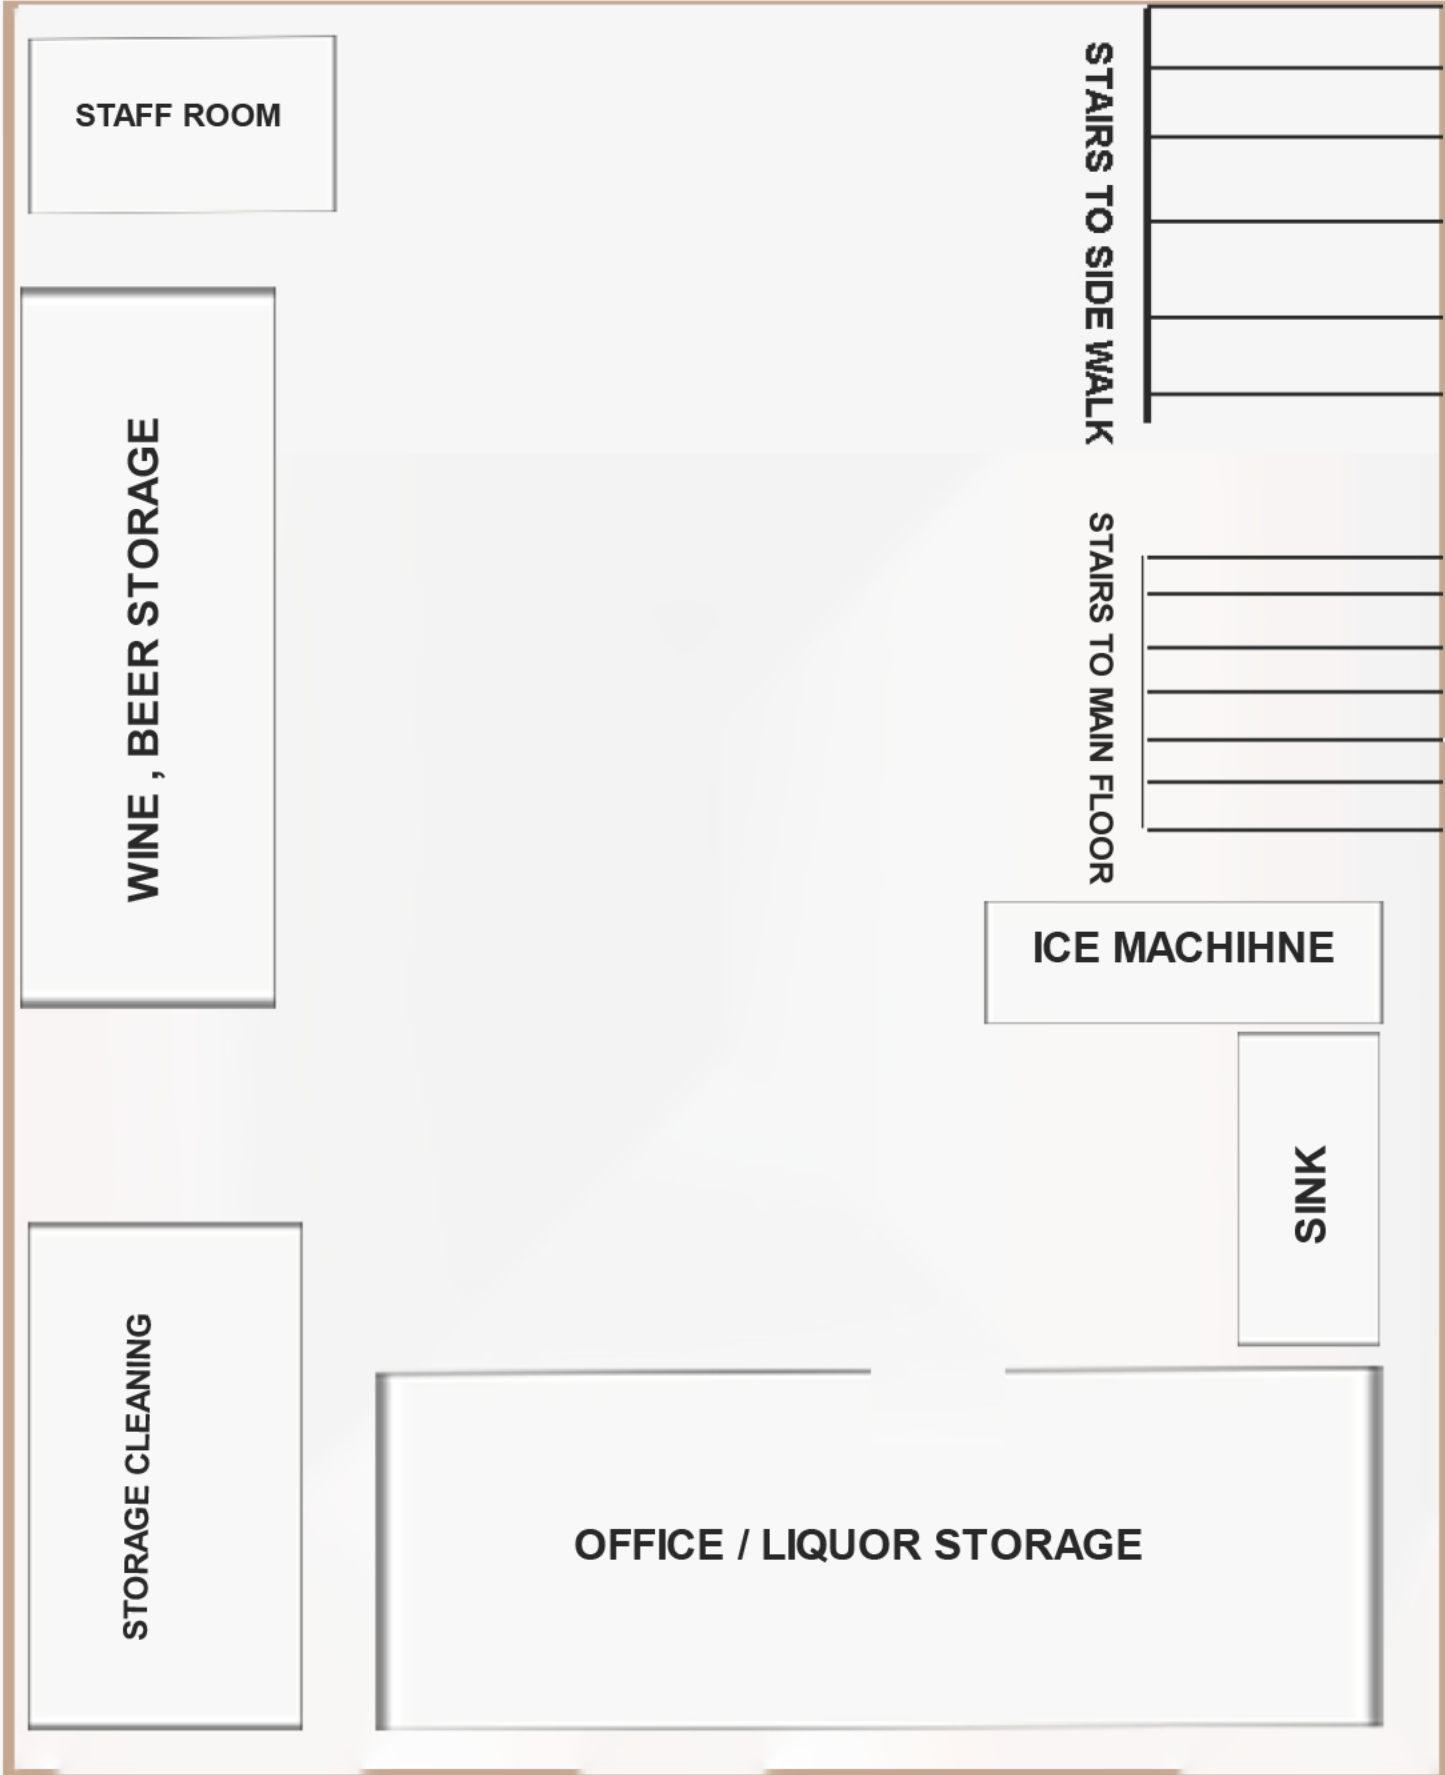 STAFF ROOM
STAIRS TO SIDE WALK
WINE , BEER STORAGE
STAIRS TO MAIN FLOOR
ICE MACHIHNE
SINK
STORAGE CLEANING
OFFICE / LIQUOR STORAGE